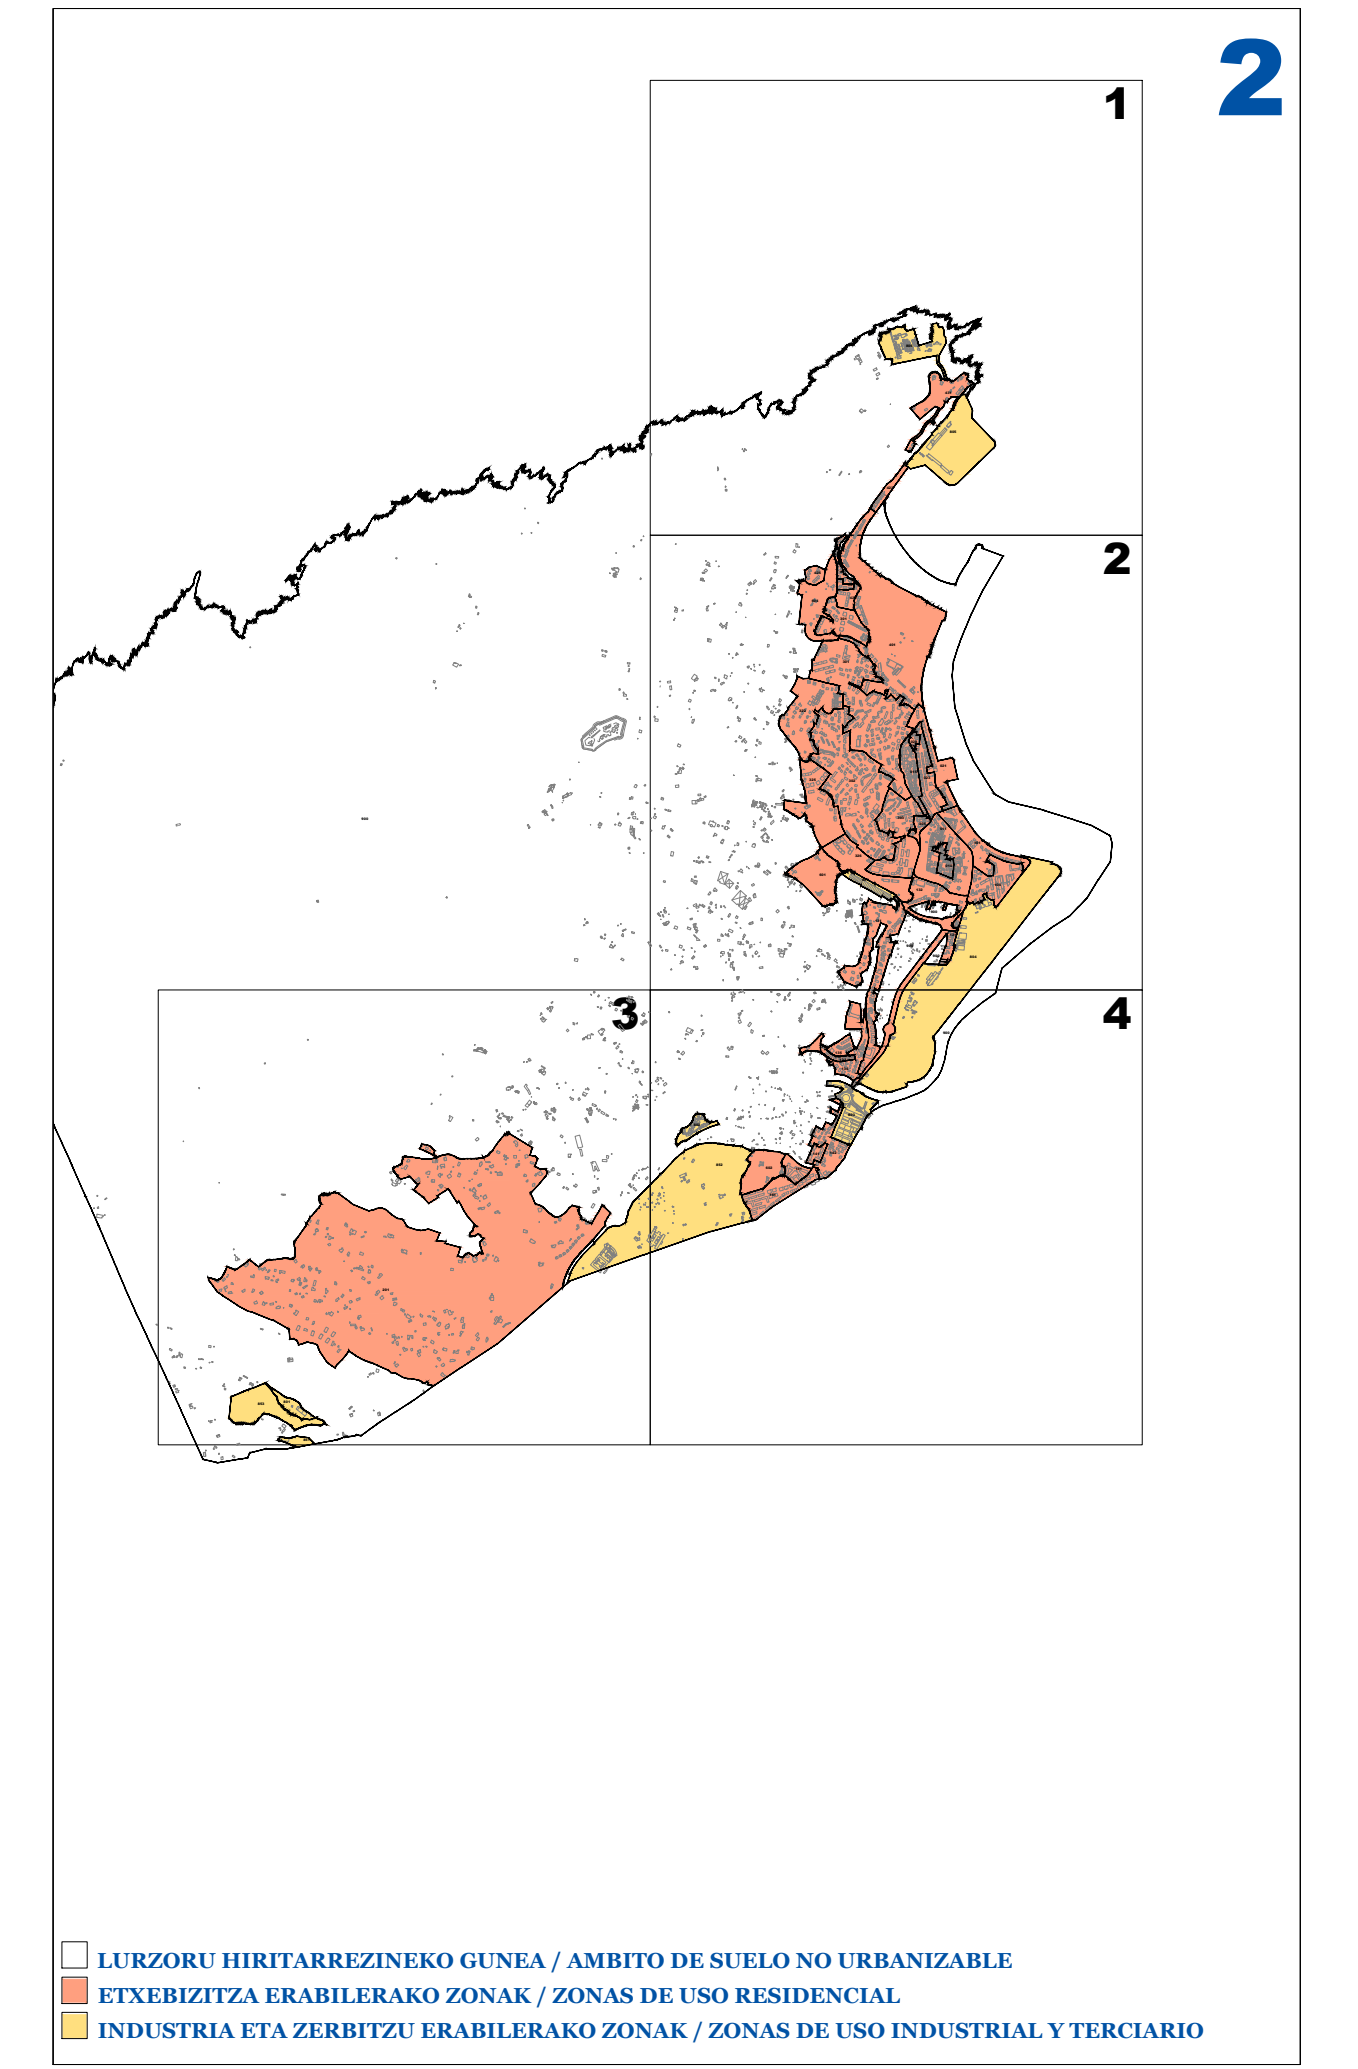 2
1
2
3
4
LURZORU HIRITARREZINEKO GUNEA / AMBITO DE SUELO NO URBANIZABLE
ETXEBIZITZA ERABILERAKO ZONAK / ZONAS DE USO RESIDENCIAL
INDUSTRIA ETA ZERBITZU ERABILERAKO ZONAK / ZONAS DE USO INDUSTRIAL Y TERCIARIO